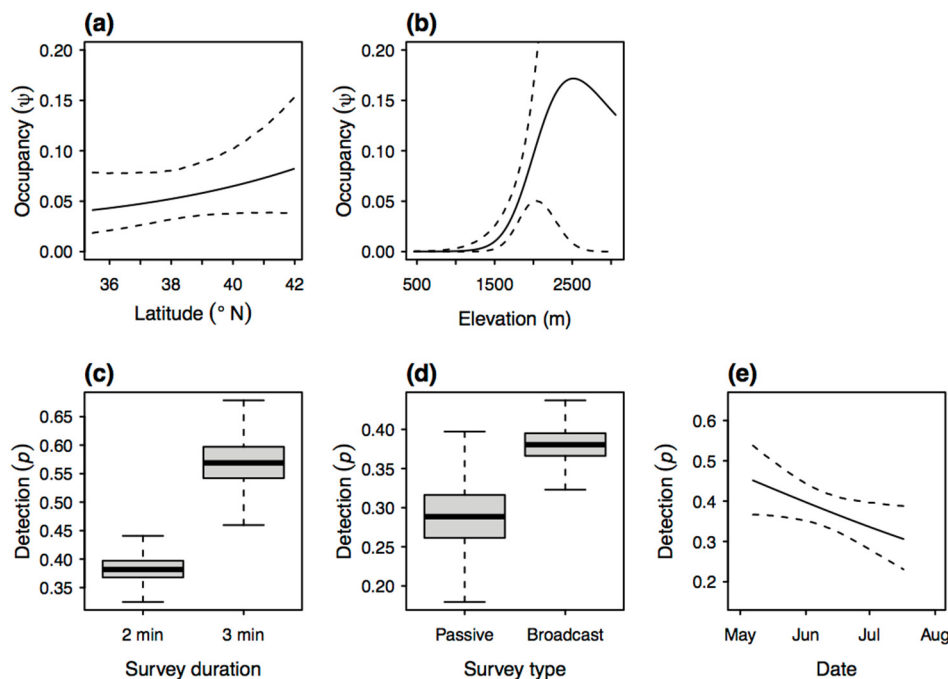 (a)
Occupancy (ψ)
0.20
0.15
0.10
0.05
0.00
36 38 40 42
Latitude (° N)
(b)
Occupancy (ψ)
0.20
0.15
0.10
0.05
0.00
500 1500 2500
Elevation (m)
(c)
Detection (p)
0.65
0.60
0.55
0.50
0.45
0.40
0.35
2 min 3 min
Survey duration
(d)
Detection (p)
0.40
0.35
0.30
0.25
0.20
Passive Broadcast
Survey type
(e)
Detection (p)
0.6
0.5
0.4
0.3
0.2
May Jun Jul Aug
Date